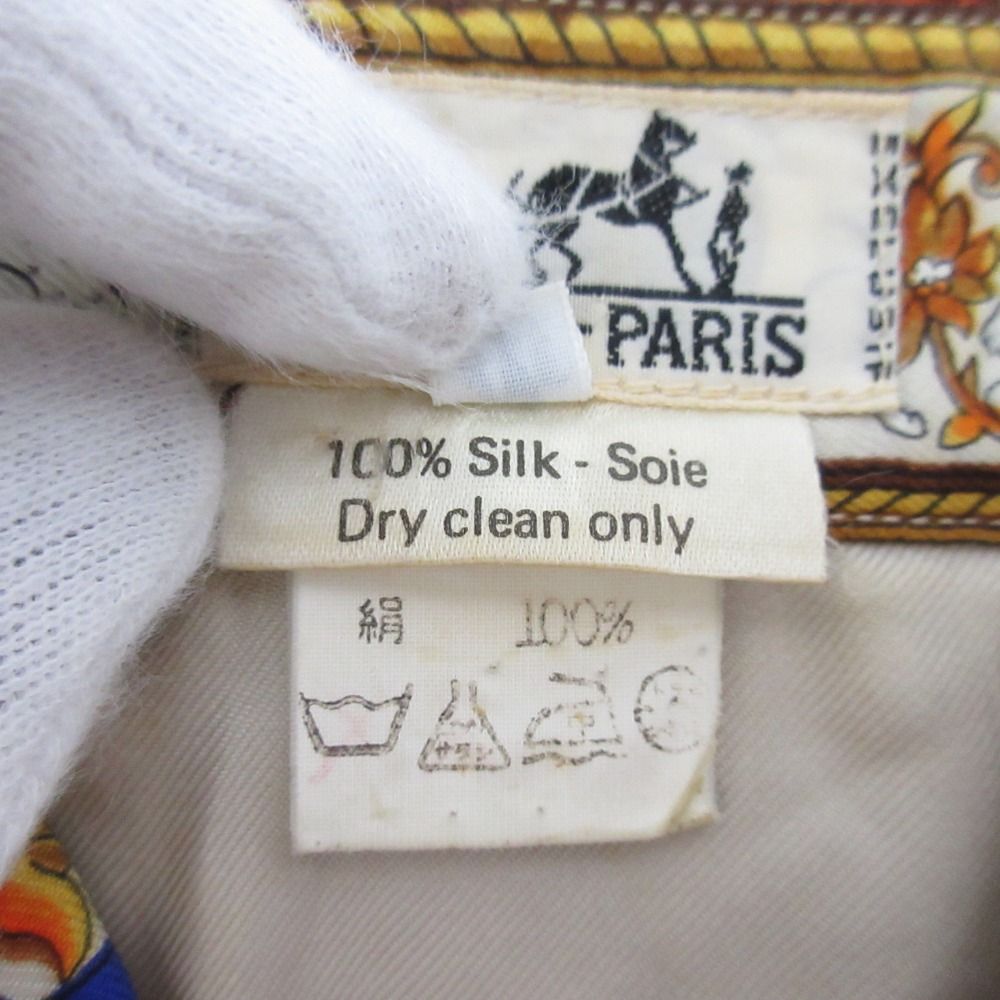 -PARIS
100% Silk - Soie
Dry clean only
絹 100%